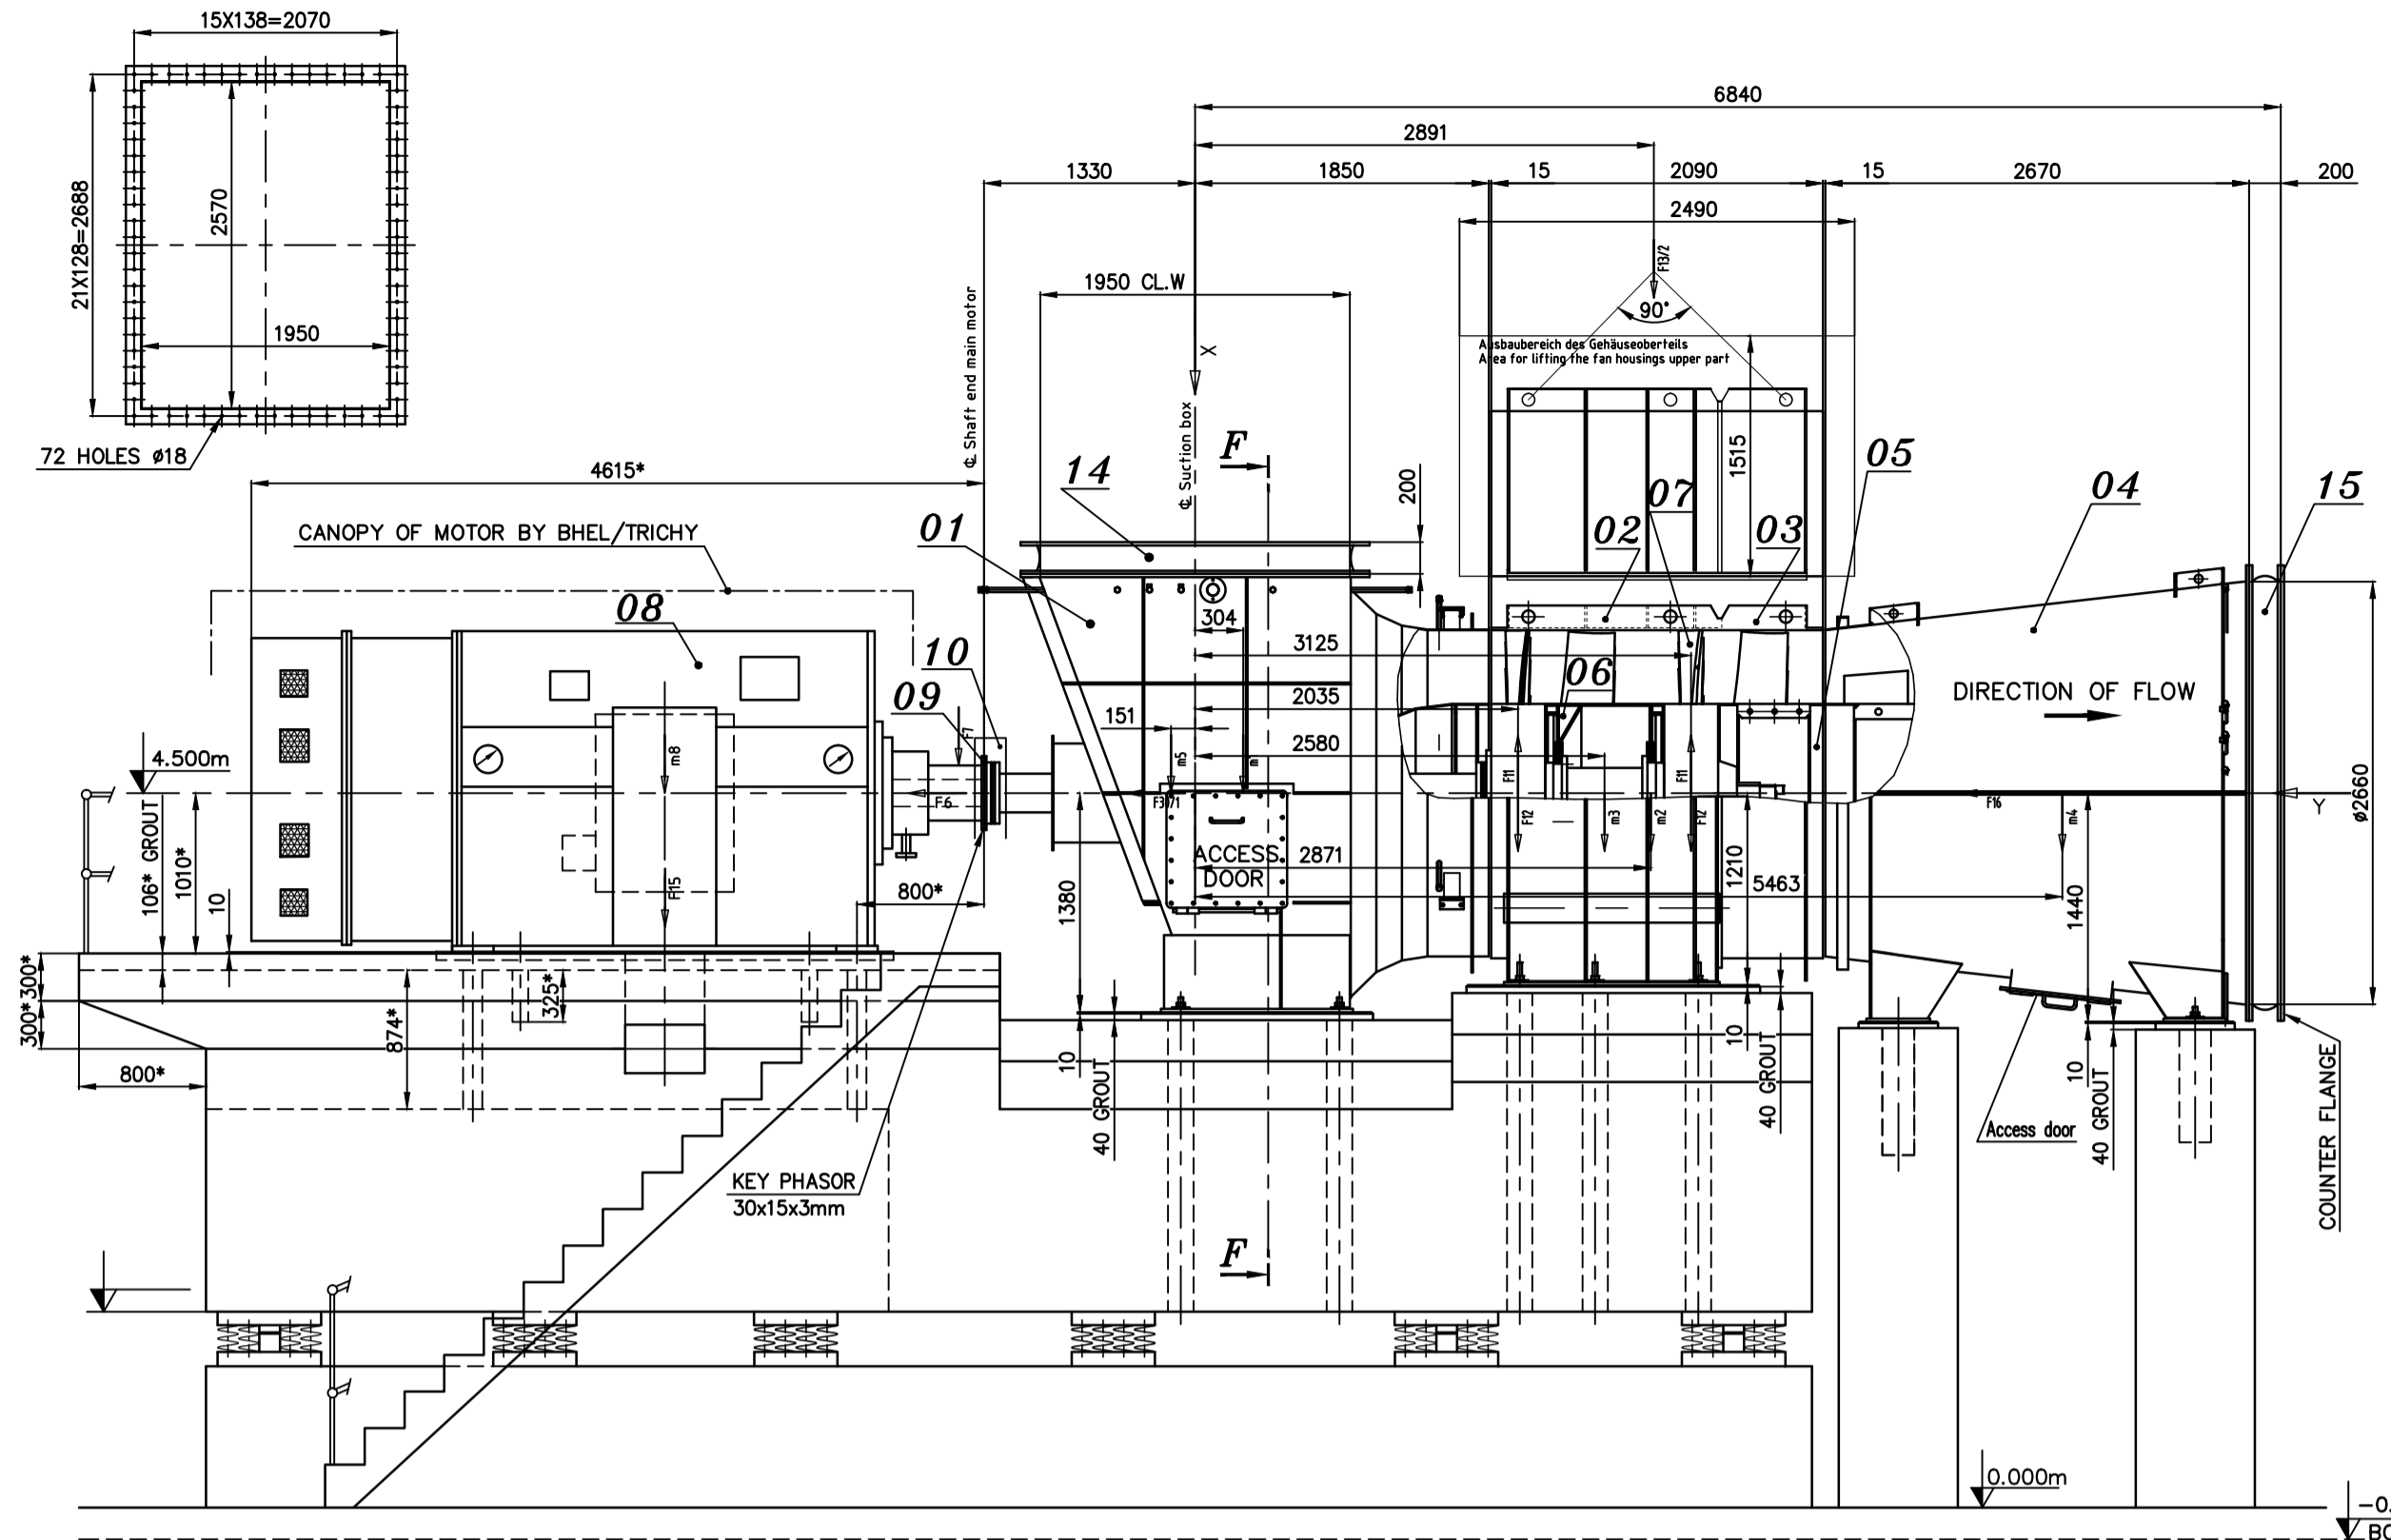 15X138=2070
21X128=2688
2570
1950
72 HOLES ø18
6840
2891
1330
1850
15
2090
15
2670
200
2490
F13/2
1950 CL.W
90°
Ausbaubereich des Gehäuseoberteils
Area for lifting the fan housings upper part
1515
℄ Shaft end main motor
X
℄ Suction box
F
4615*
14
200
05
07
04
15
01
02
03
CANOPY OF MOTOR BY BHEL/TRICHY
08
304
10
3125
06
09
2035
DIRECTION OF FLOW
151
2580
F7
m8
m5
4.500m
F11
F11
F6
F16
Y
ø2660
F12
m3
m2
F12
m4
106* GROUT
1010*
10
F15
800*
ACCESS
DOOR
2871
1380
1210
5463
1440
300*
300*
325*
874*
800*
10
40 GROUT
10
40 GROUT
10
40 GROUT
Access door
COUNTER FLANGE
KEY PHASOR
30x15x3mm
F
0.000m